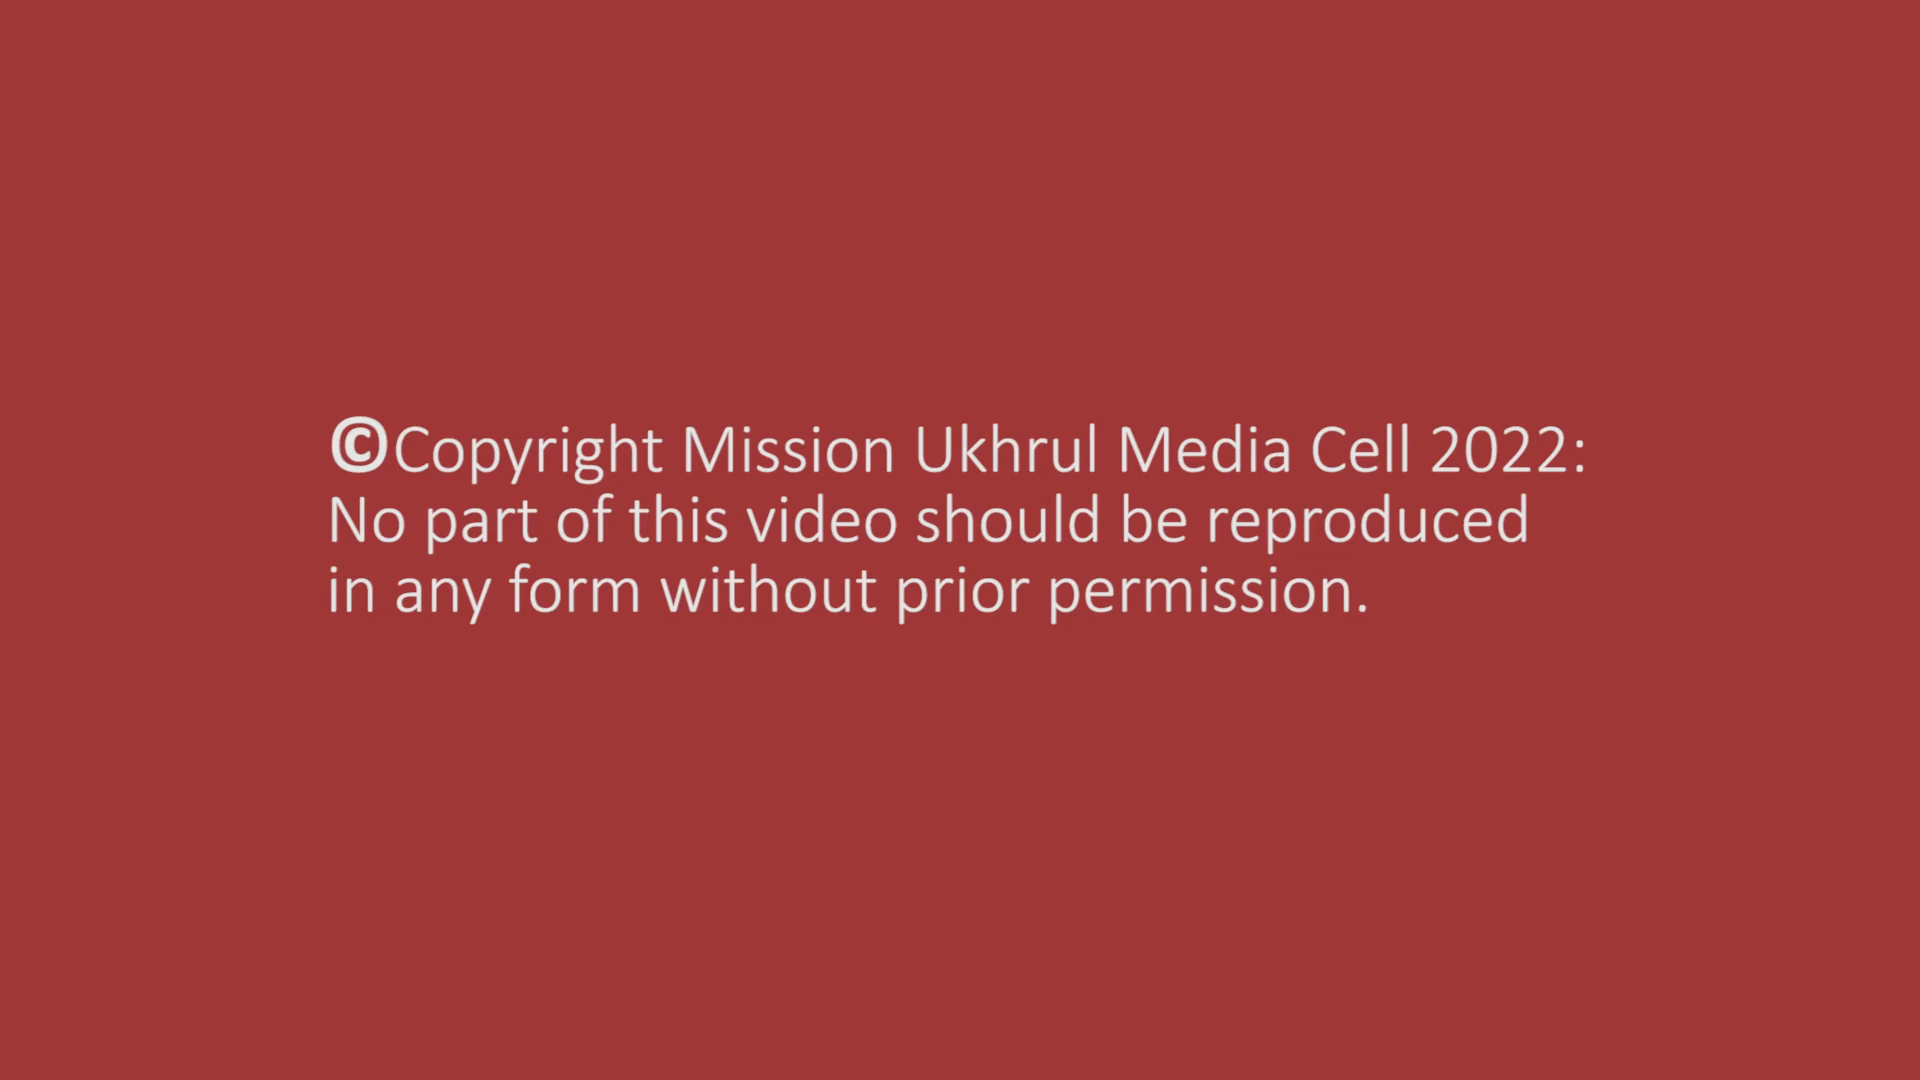 ©Copyright Mission Ukhrul Media Cell 2022:
No part of this video should be reproduced
in any form without prior permission.